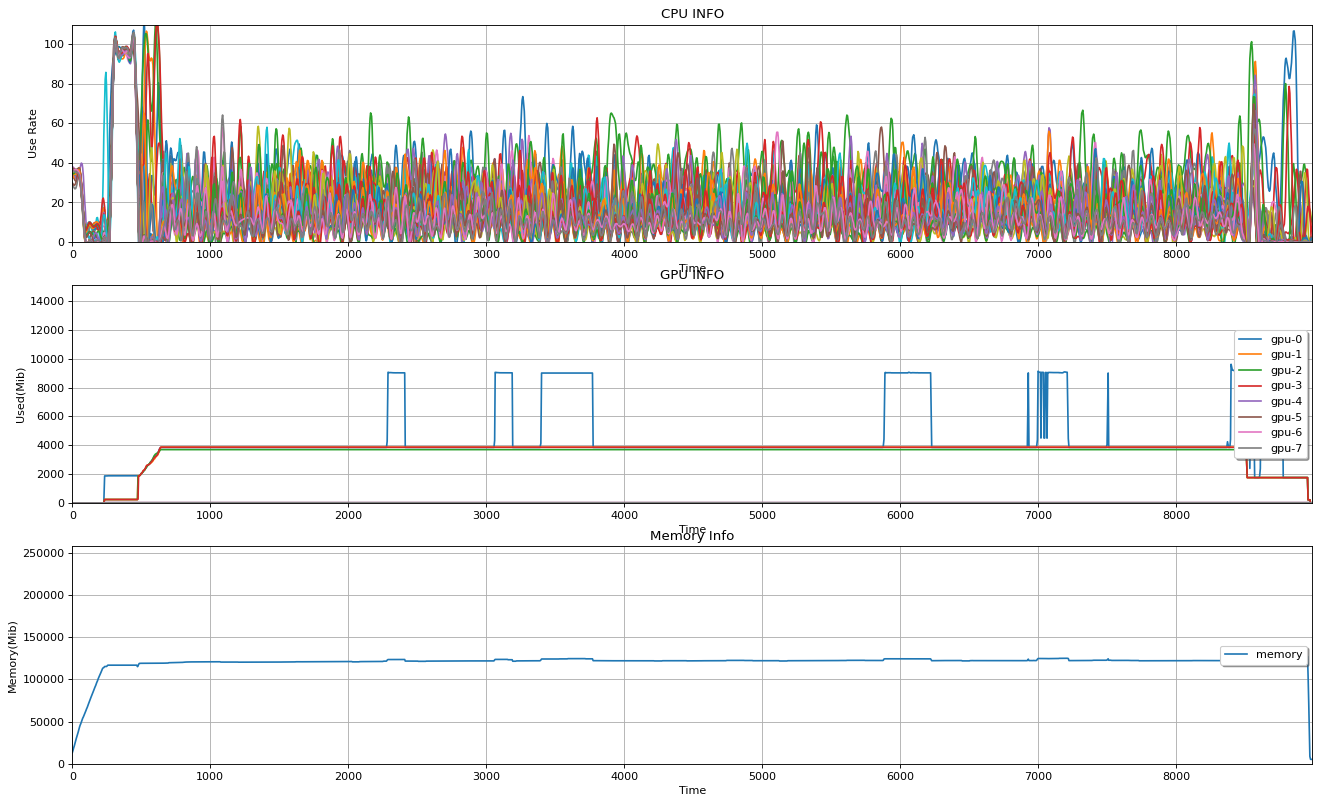 CPU INFO
100
80
60
40
20
0
Use Rate
0 1000 2000 3000 4000 5000 6000 7000 8000
Time
GPU INFO
14000
12000
10000
8000
6000
4000
2000
0
Used(Mib)
gpu-0
gpu-1
gpu-2
gpu-3
gpu-4
gpu-5
gpu-6
gpu-7
0 1000 2000 3000 4000 5000 6000 7000 8000
Time
Memory Info
250000
200000
150000
100000
50000
0
Memory(Mib)
memory
0 1000 2000 3000 4000 5000 6000 7000 8000
Time